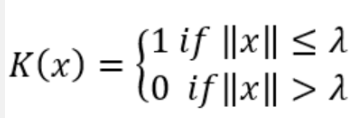 K(x) = {1 if ||x|| ≤ λ
0 if ||x|| > λ